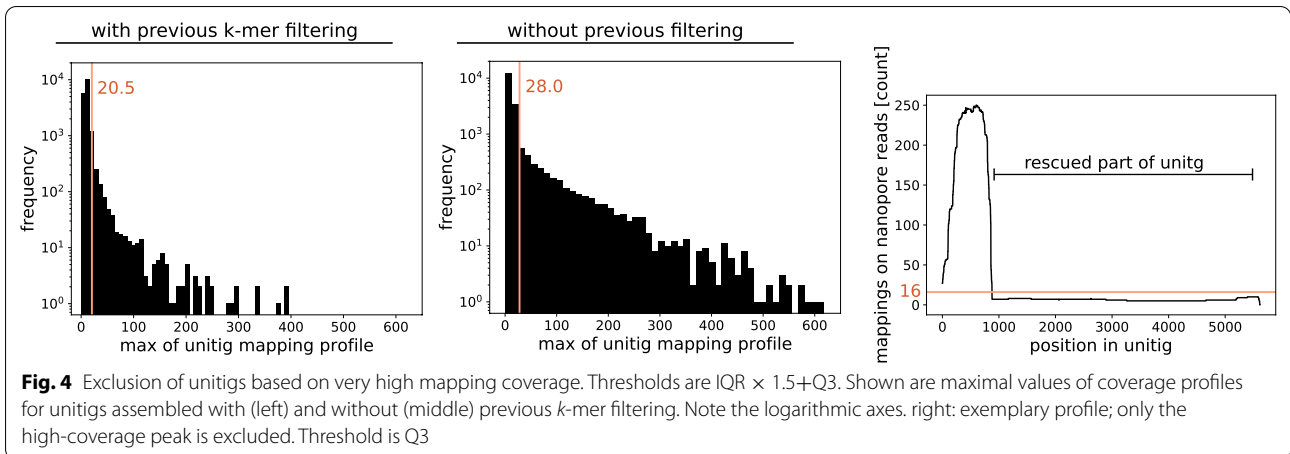 with previous k-mer filtering
20.5
frequency
10⁴
10³
10²
10¹
10⁰
0 100 200 300 400 500 600
max of unitig mapping profile
without previous filtering
28.0
frequency
10⁴
10³
10²
10¹
10⁰
0 100 200 300 400 500 600
max of unitig mapping profile
mappings on nanopore reads [count]
250
200
150
100
50
16
0
rescued part of unitg
0 1000 2000 3000 4000 5000
position in unitig
Fig. 4 Exclusion of unitigs based on very high mapping coverage. Thresholds are IQR × 1.5+Q3. Shown are maximal values of coverage profiles
for unitigs assembled with (left) and without (middle) previous k-mer filtering. Note the logarithmic axes. right: exemplary profile; only the
high-coverage peak is excluded. Threshold is Q3